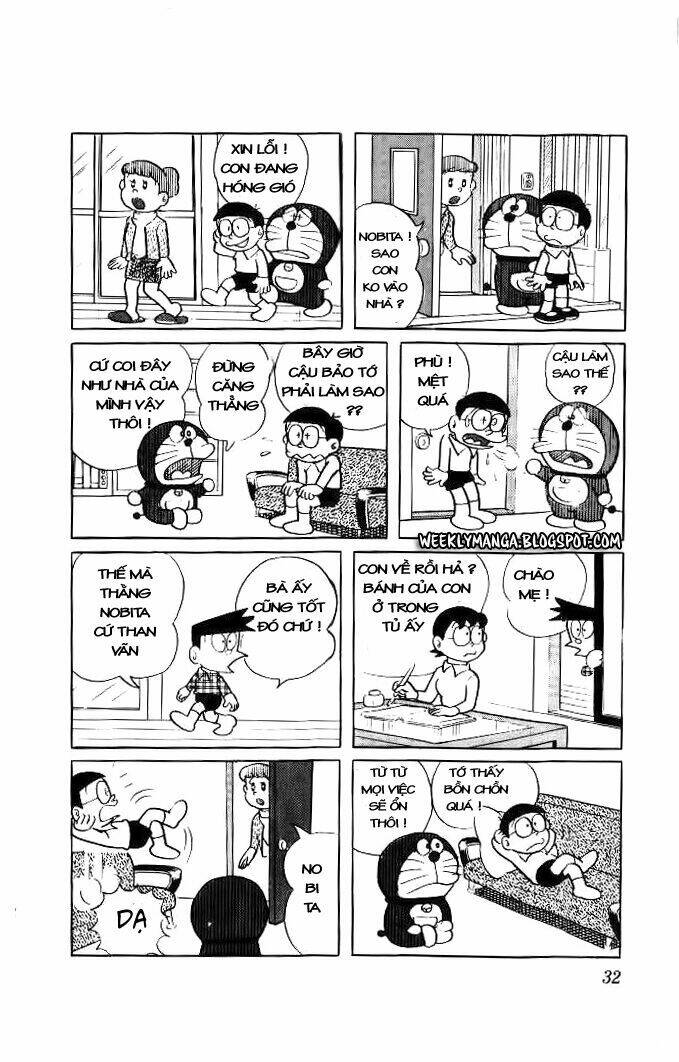 NOBITA !
SAO
CON
KO VÀO
NHÀ ?
XIN LỖI !
CON ĐANG
HÓNG GIÓ
CẬU LÀM
SAO THẾ
??
PHÙ !
MỆT
QUÁ
BÂY GIỜ
CẬU BẢO TỚ
PHẢI LÀM SAO
??
ĐỪNG
CĂNG
THẲNG
CỨ COI ĐÂY
NHƯ NHÀ CỦA
MÌNH VẬY
THÔI !
WEEKLYMANGA.BLOGSPOT.COM
CHÀO
MẸ !
CON VỀ RỒI HẢ ?
BÁNH CỦA CON
Ở TRONG
TỦ ẤY
BÀ ẤY
CŨNG TỐT
ĐÓ CHỨ !
THẾ MÀ
THẰNG
NOBITA
CỨ THAN
VÃN
TỚ THẤY
BỒN CHỒN
QUÁ !
TỪ TỪ
MỌI VIỆC
SẼ ỔN
THÔI !
NO
BI
TA
DẠ
32